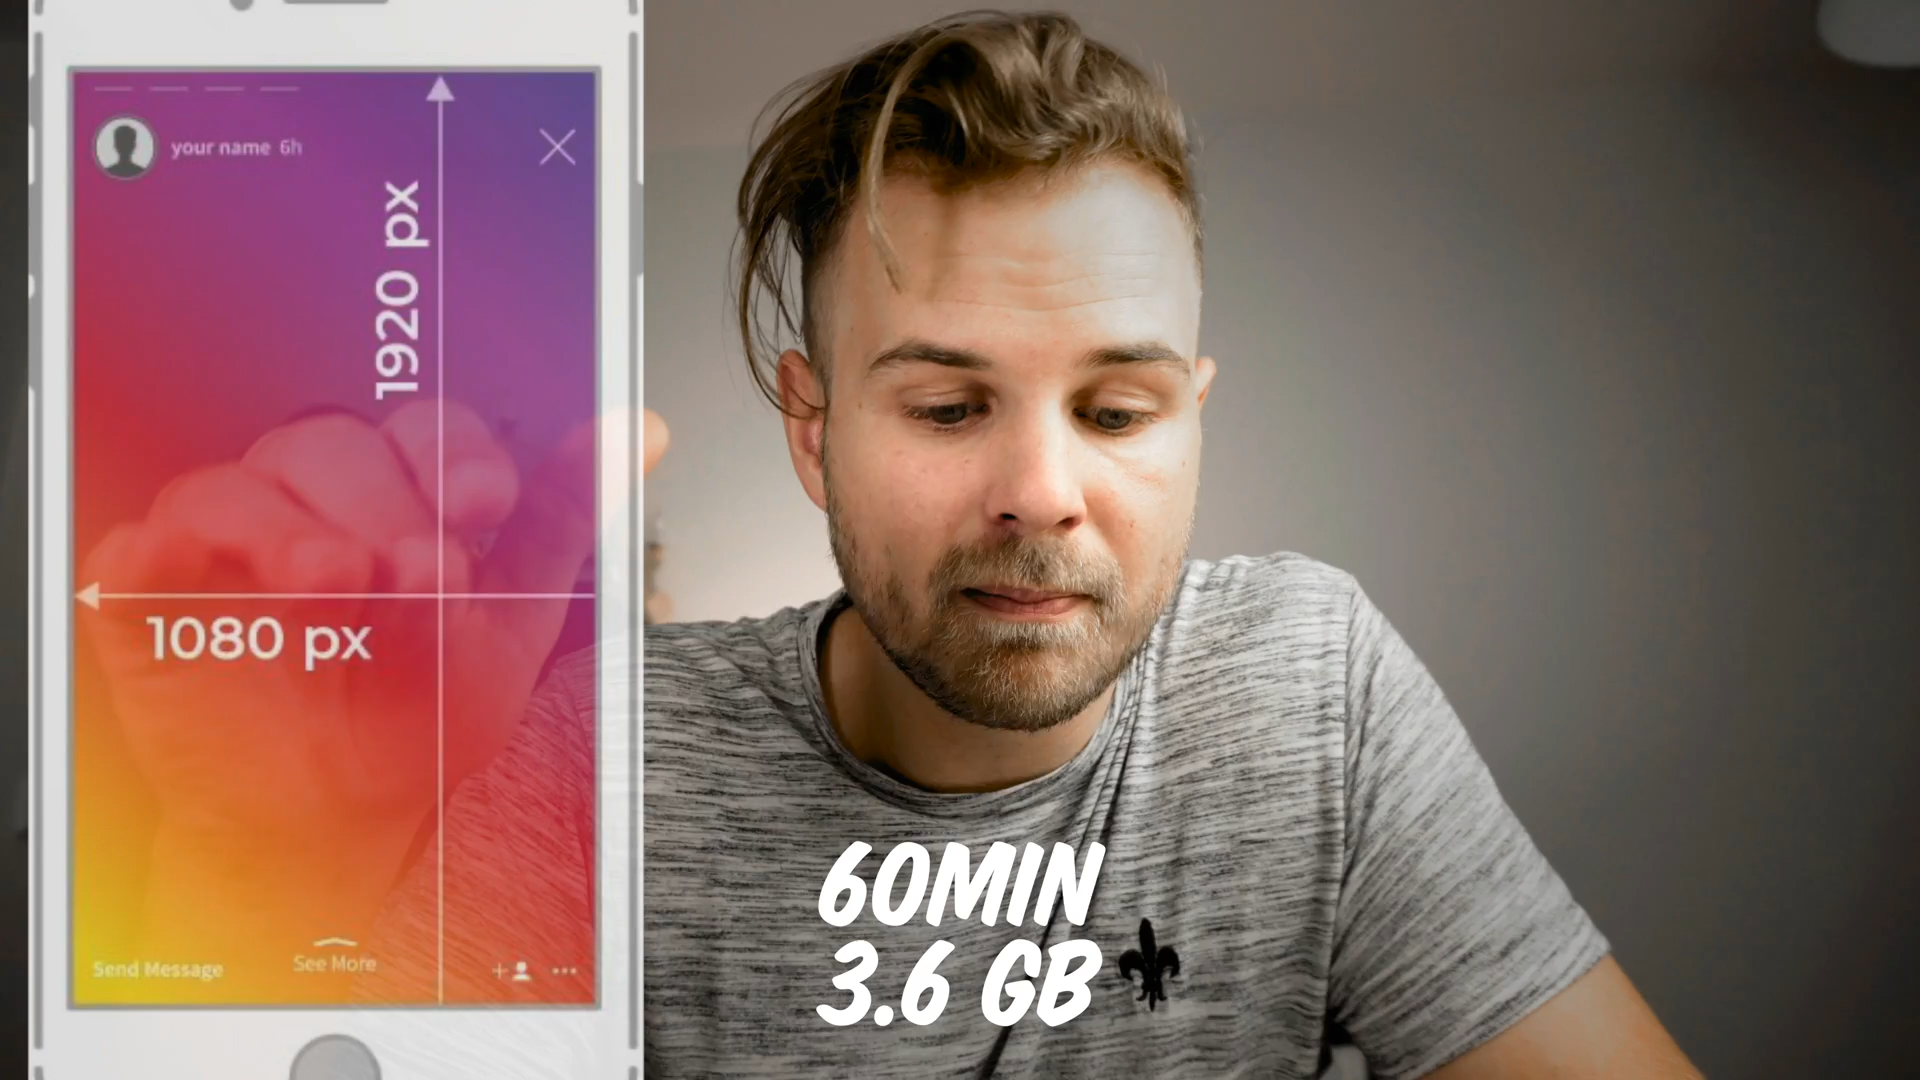 your name 6h
1920 px
1080 px
Send Message
See More
60MIN
3.6 GB